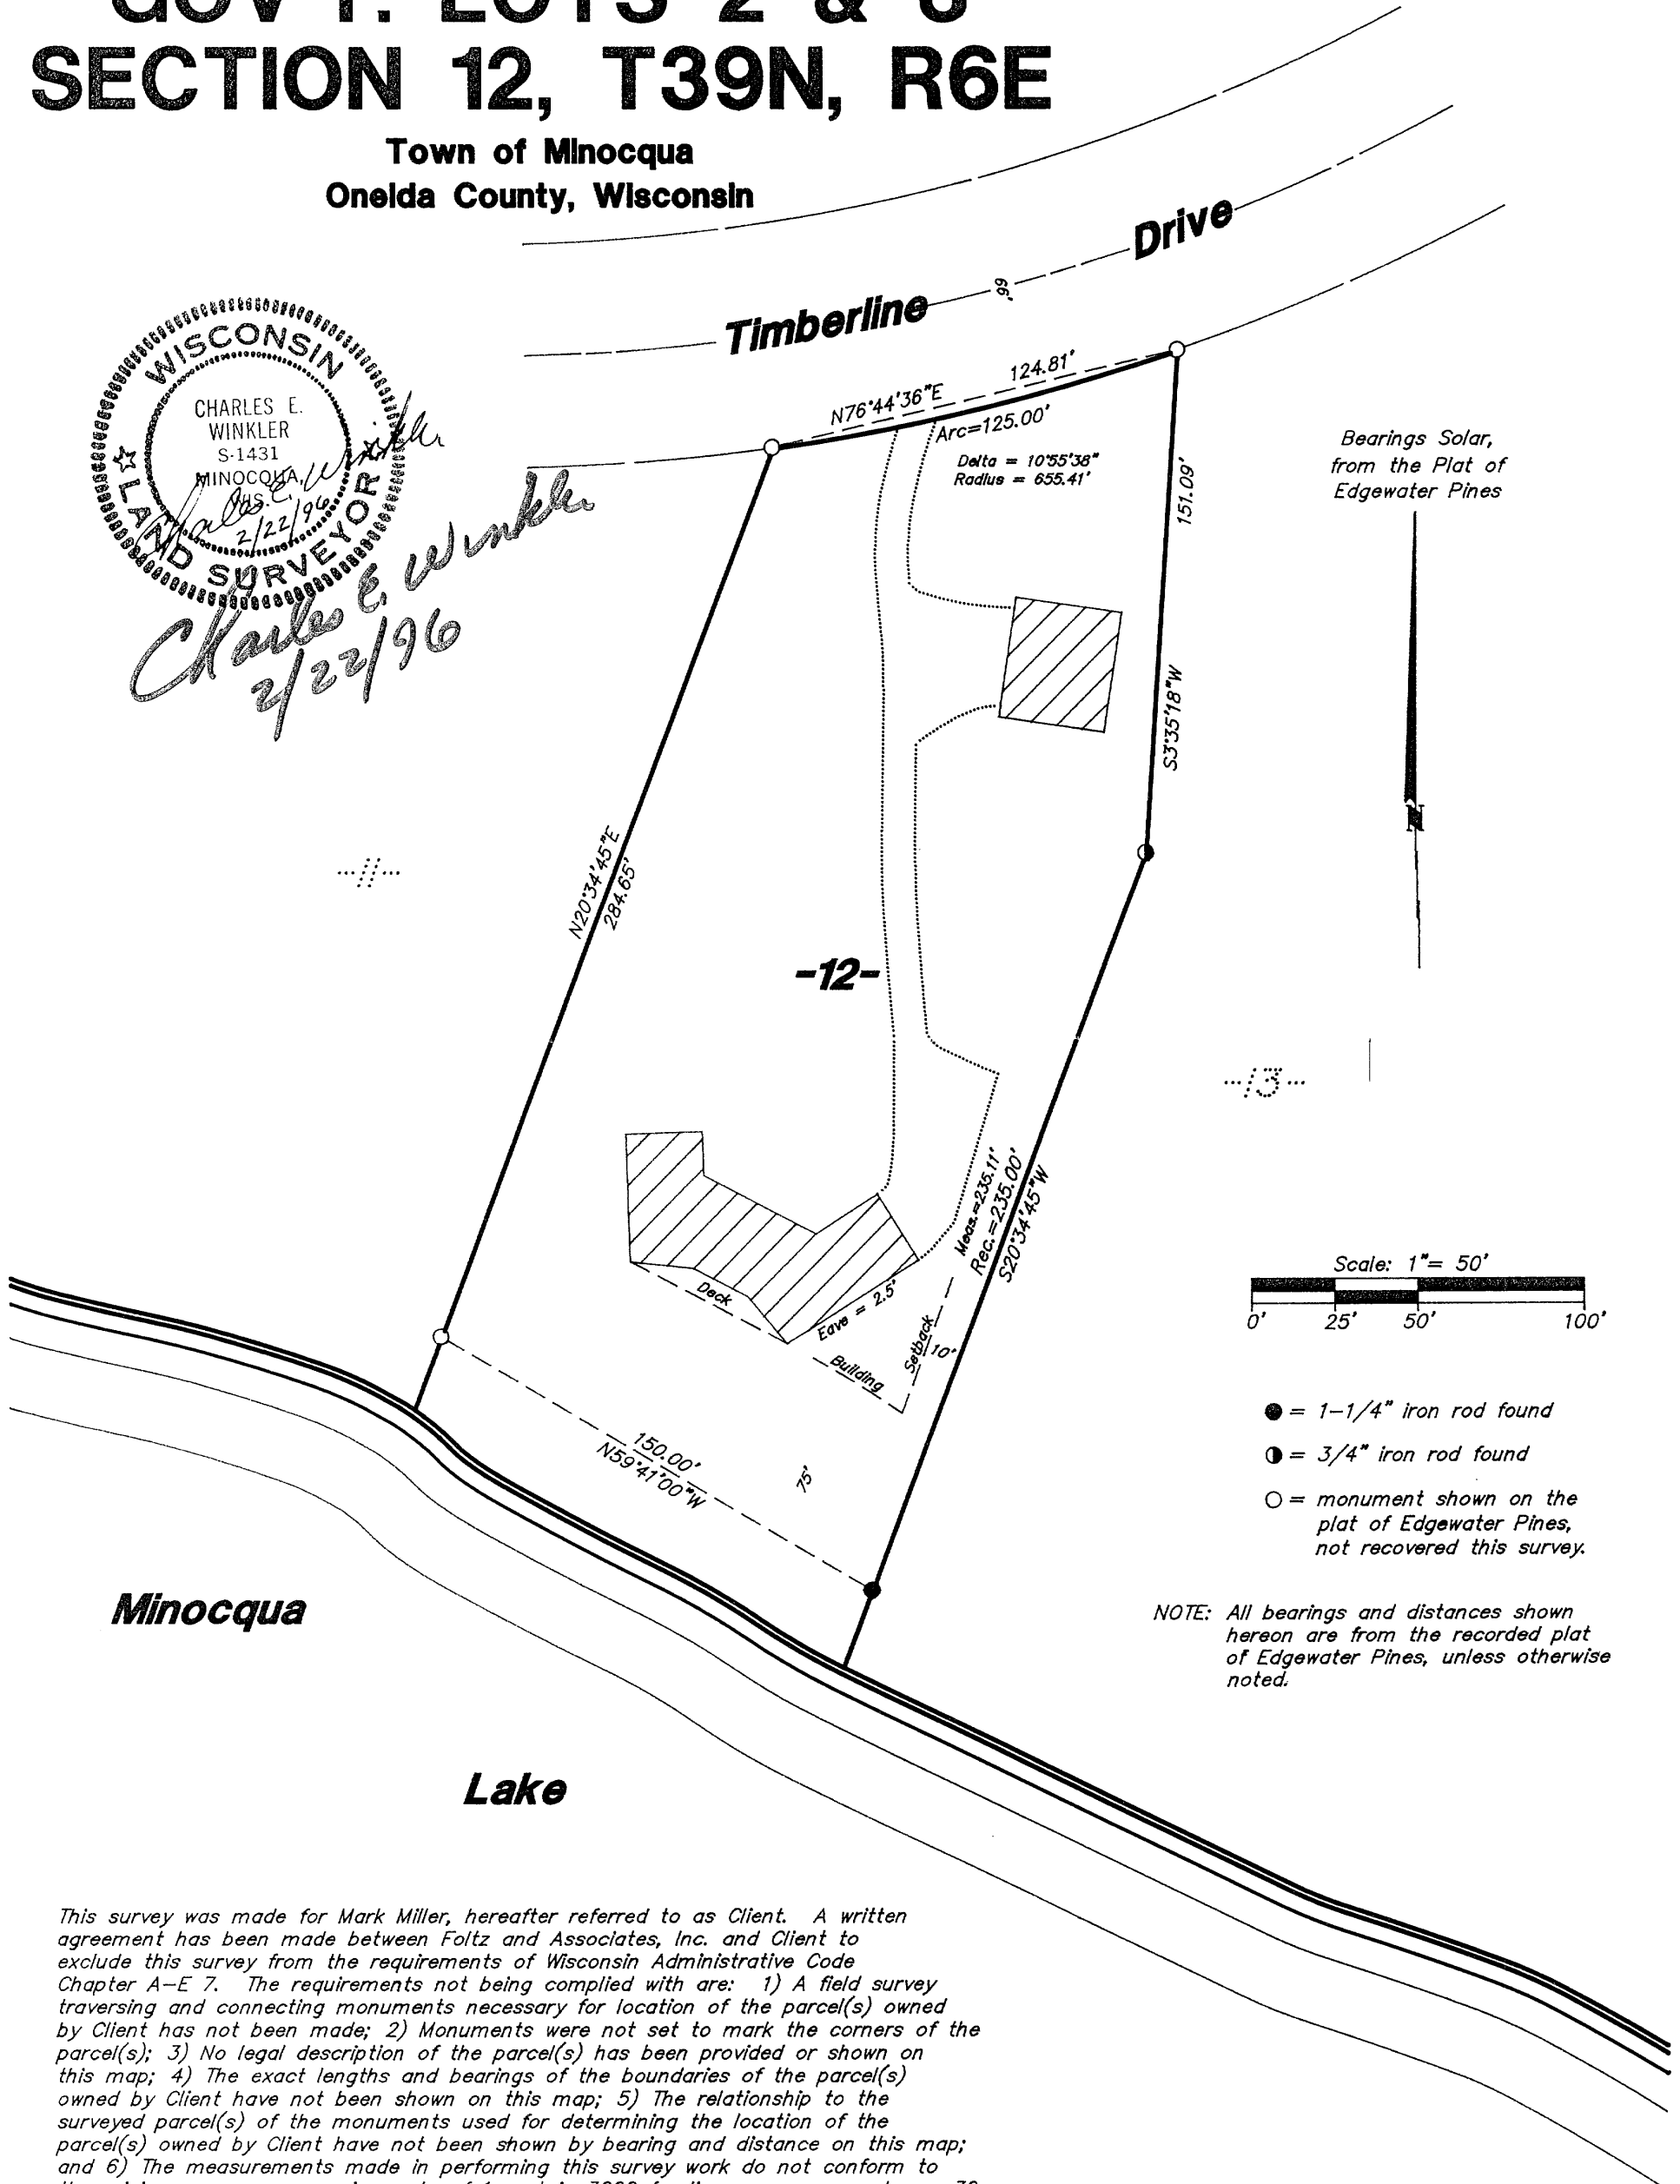 GOV'T. LOTS 2 &
SECTION 12, T39N, R6E
Town of Minocqua
Oneida County, Wisconsin
Drive
66'
Timberline
124.81'
N76°44'36"E
Arc=125.00'
Delta = 10°55'38"
Radius = 655.41'
WISCONSIN
CHARLES E.
WINKLER
S-1431
MINOCQUA,
WIS.
LAND SURVEYOR
Charles E. Winkler
2/22/96
Charles E. Winkler
2/22/96
151.09'
S3°35'18"W
Bearings Solar,
from the Plat of
Edgewater Pines
N
N20°34'45"E
284.65'
-11-
-12-
-13-
Meas.=235.11'
Rec.=235.00'
S20°34'45"W
Deck
Eave = 2.5'
Building
Setback
10'
75'
150.00'
N59°41'00"W
Scale: 1"= 50'
0' 25' 50' 100'
= 1-1/4" iron rod found
= 3/4" iron rod found
= monument shown on the
plat of Edgewater Pines,
not recovered this survey.
NOTE: All bearings and distances shown
hereon are from the recorded plat
of Edgewater Pines, unless otherwise
noted.
Minocqua
Lake
This survey was made for Mark Miller, hereafter referred to as Client. A written
agreement has been made between Foltz and Associates, Inc. and Client to
exclude this survey from the requirements of Wisconsin Administrative Code
Chapter A-E 7. The requirements not being complied with are: 1) A field survey
traversing and connecting monuments necessary for location of the parcel(s) owned
by Client has not been made; 2) Monuments were not set to mark the corners of the
parcel(s); 3) No legal description of the parcel(s) has been provided or shown on
this map; 4) The exact lengths and bearings of the boundaries of the parcel(s)
owned by Client have not been shown on this map; 5) The relationship to the
surveyed parcel(s) of the monuments used for determining the location of the
parcel(s) owned by Client have not been shown by bearing and distance on this map;
and 6) The measurements made in performing this survey work do not conform to